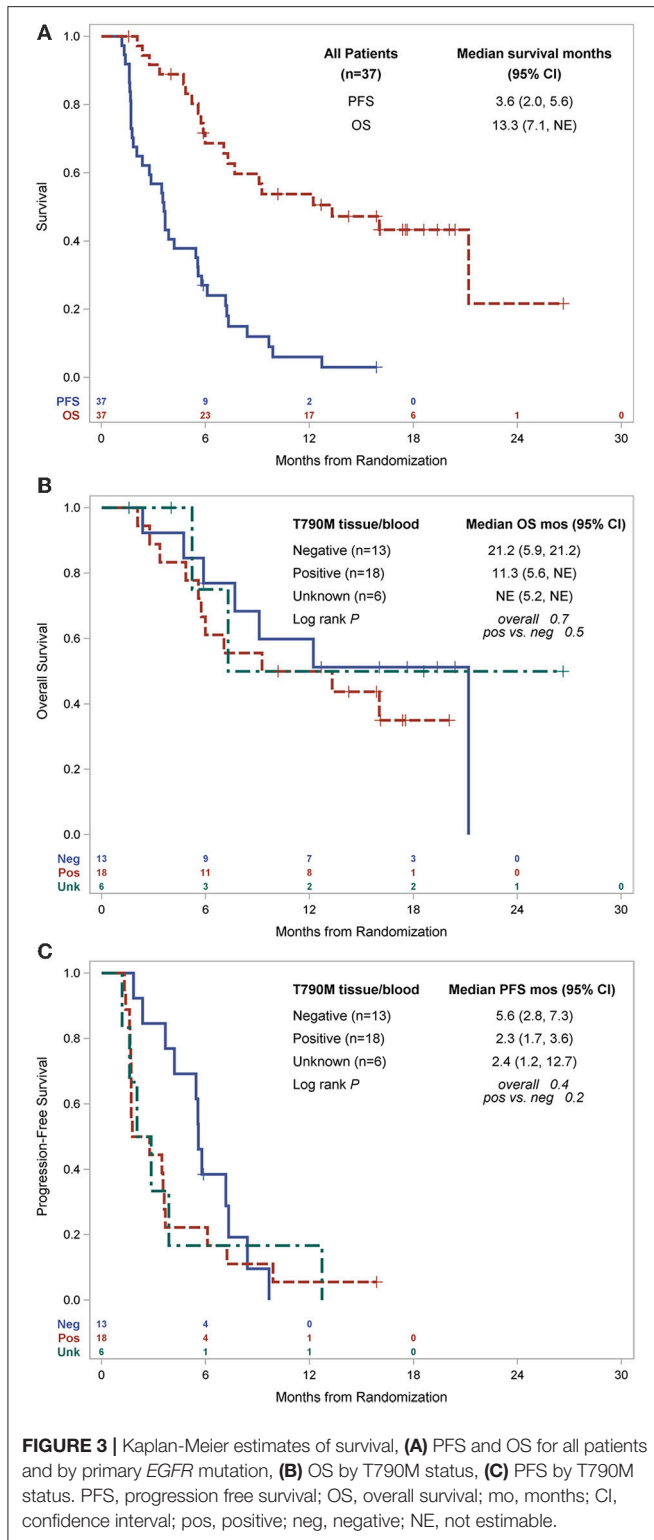 A
1.0
0.8
0.6
0.4
0.2
0.0
Survival
All Patients Median survival months
(n=37) (95% CI)
PFS 3.6 (2.0, 5.6)
OS 13.3 (7.1, NE)
PFS 37 9 2 0
OS 37 23 17 6 1 0
0 6 12 18 24 30
Months from Randomization
B
1.0
0.8
0.6
0.4
0.2
0.0
Overall Survival
T790M tissue/blood Median OS mos (95% CI)
Negative (n=13) 21.2 (5.9, 21.2)
Positive (n=18) 11.3 (5.6, NE)
Unknown (n=6) NE (5.2, NE)
Log rank P overall 0.7
pos vs. neg 0.5
Neg 13 9 7 3 0
Pos 18 11 8 1 0
Unk 6 3 2 2 1 0
0 6 12 18 24 30
Months from Randomization
C
1.0
0.8
0.6
0.4
0.2
0.0
Progression-Free Survival
T790M tissue/blood Median PFS mos (95% CI)
Negative (n=13) 5.6 (2.8, 7.3)
Positive (n=18) 2.3 (1.7, 3.6)
Unknown (n=6) 2.4 (1.2, 12.7)
Log rank P overall 0.4
pos vs. neg 0.2
Neg 13 4 0
Pos 18 4 1 0
Unk 6 1 1 0
0 6 12 18 24 30
Months from Randomization
FIGURE 3 | Kaplan-Meier estimates of survival, (A) PFS and OS for all patients
and by primary EGFR mutation, (B) OS by T790M status, (C) PFS by T790M
status. PFS, progression free survival; OS, overall survival; mo, months; CI,
confidence interval; pos, positive; neg, negative; NE, not estimable.